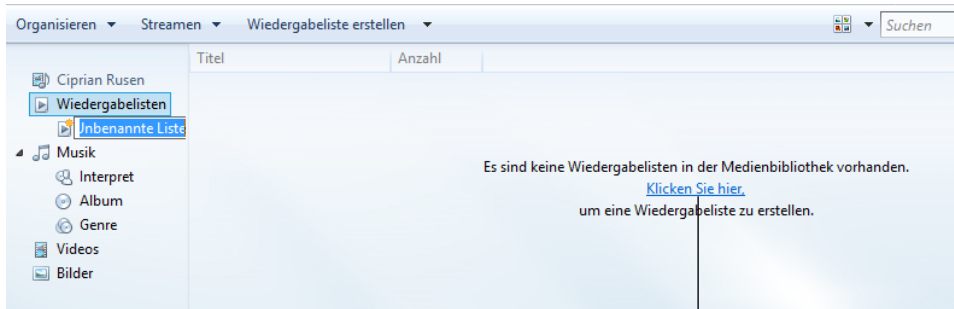 Organisieren Streamen Wiedergabeliste erstellen Suchen
Titel Anzahl
Ciprian Rusen
Wiedergabelisten
Unbenannte Liste
Musik
Interpret
Album
Genre
Videos
Bilder
Es sind keine Wiedergabelisten in der Medienbibliothek vorhanden.
Klicken Sie hier,
um eine Wiedergabeliste zu erstellen.